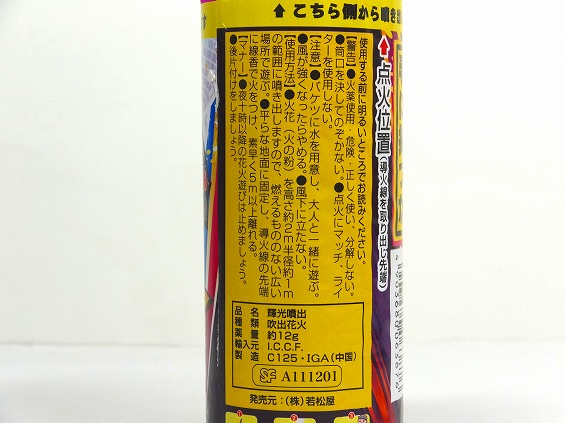 ↑こちら側から噴き
↑点火位置(導火線を取り出し先端)
使用する前に明るいところでお読みください。
【警告】●火薬使用、危険、正しく使い、分解しない。
●筒口を決してのぞかない。●点火にマッチ、ライ
ターを使用しない。
【注意】●バケツに水を用意し、大人と一緒に遊ぶ。
●風が強くなったらやめる。●風下に立たない。
【使用方法】●火花(火の粉)を高さ約2m半径約1m
の範囲に噴き出しますので、燃えるもののない広い
場所で遊ぶ。●平らな地面に固定し、導火線の先端
に線香で火をつけ、素早く5m以上離れる。
【マナー】●夜十時以降の花火遊びは止めましょう。
●後片付けをしましょう。
品名 輝光噴出
種類 吹出花火
薬量 約12g
輸入元 I.C.C.F.
製造 C125・IGA(中国)
SF A111201
発売元:(株)若松屋